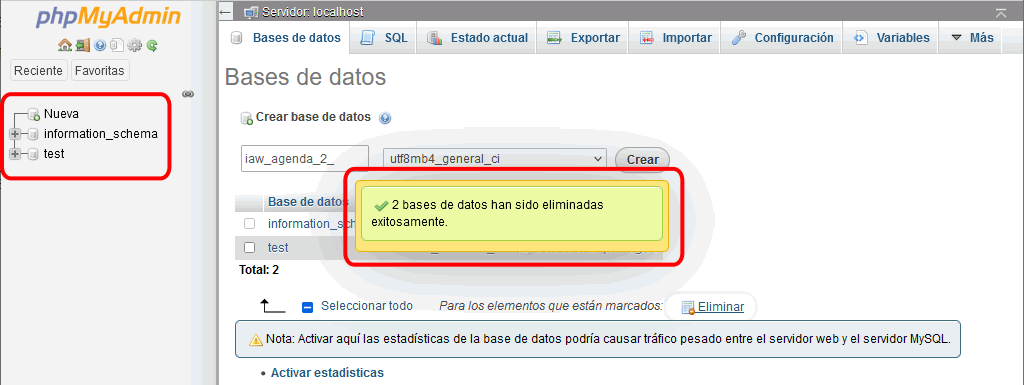 phpMyAdmin
Reciente Favoritas
Nueva
information_schema
test
Servidor: localhost
Bases de datos SQL Estado actual Exportar Importar Configuración Variables Más
Bases de datos
Crear base de datos
iaw_agenda_2_ utf8mb4_general_ci Crear
Base de datos
information_sch
test
2 bases de datos han sido eliminadas
exitosamente.
Total: 2
Seleccionar todo Para los elementos que están marcados: Eliminar
Nota: Activar aquí las estadísticas de la base de datos podría causar tráfico pesado entre el servidor web y el servidor MySQL.
• Activar estadísticas